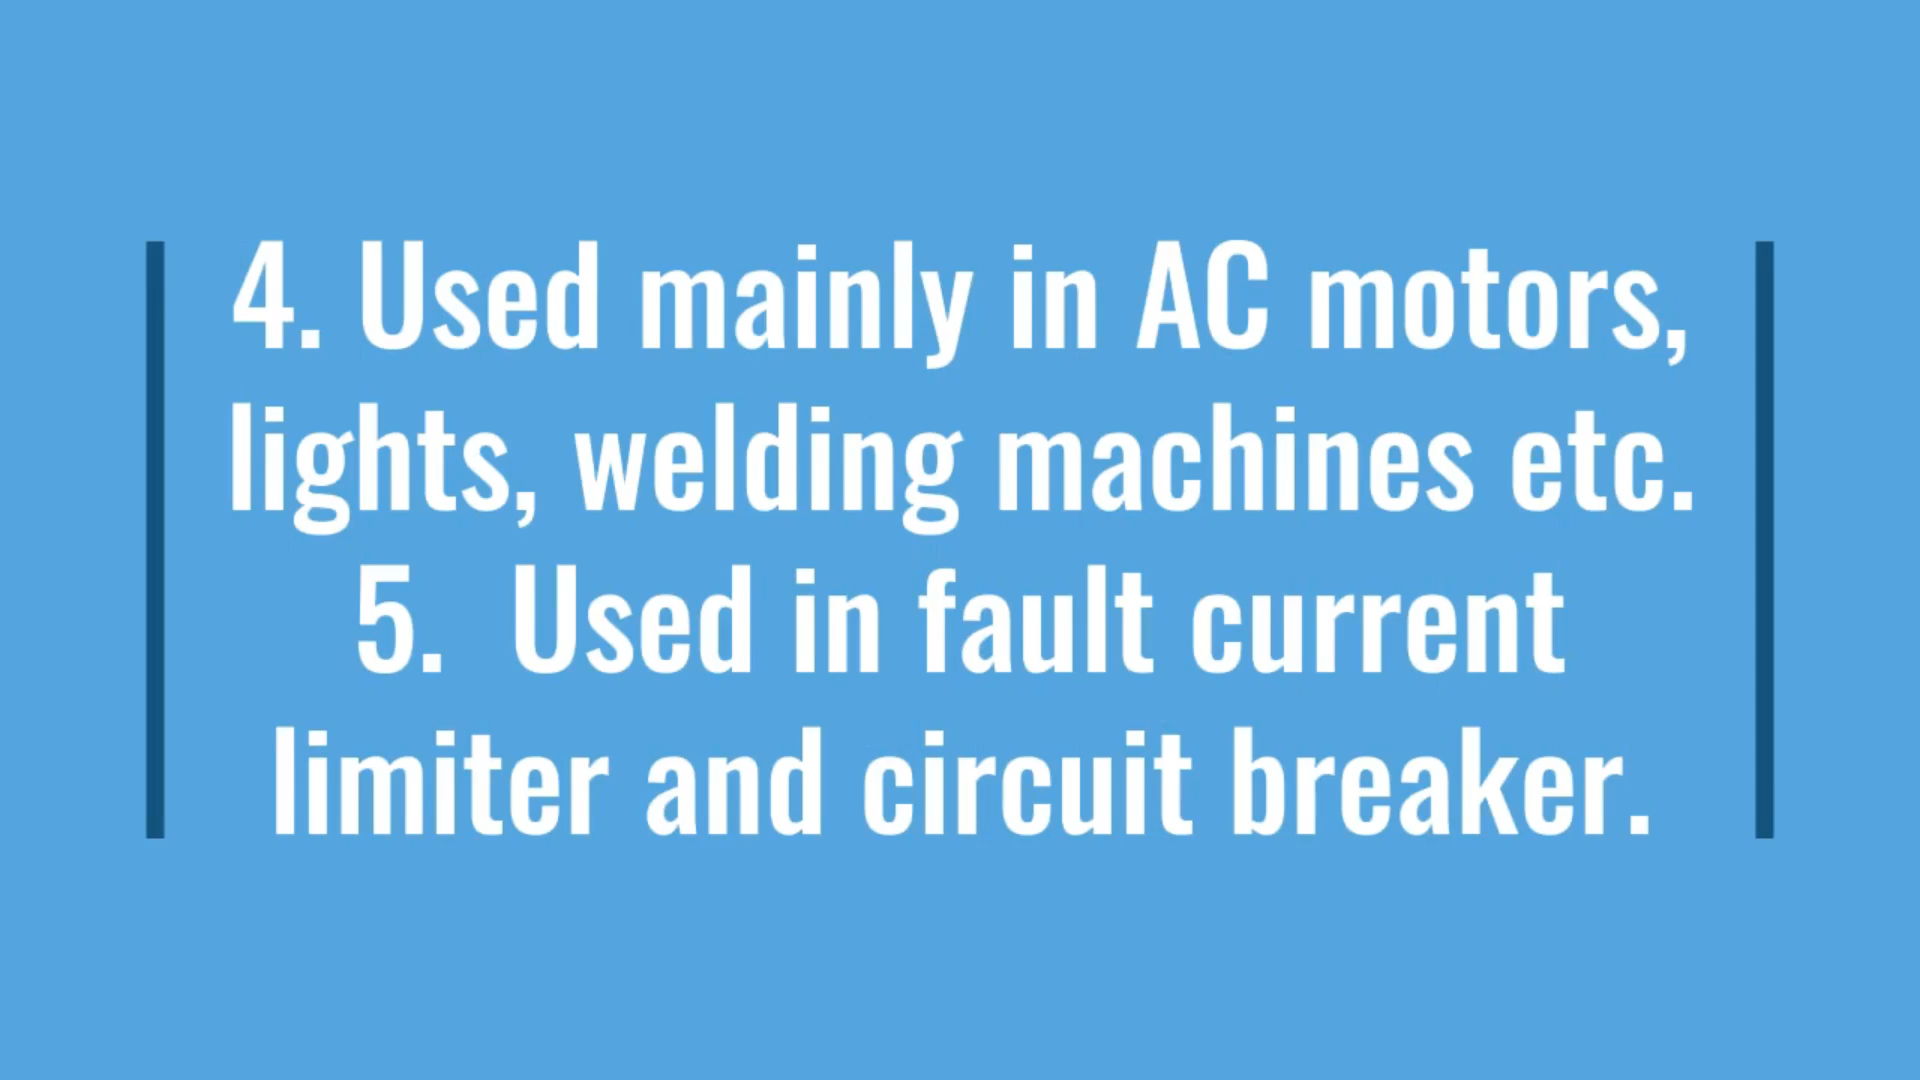 4. Used mainly in AC motors,
lights, welding machines etc.
5.  Used in fault current
limiter and circuit breaker.